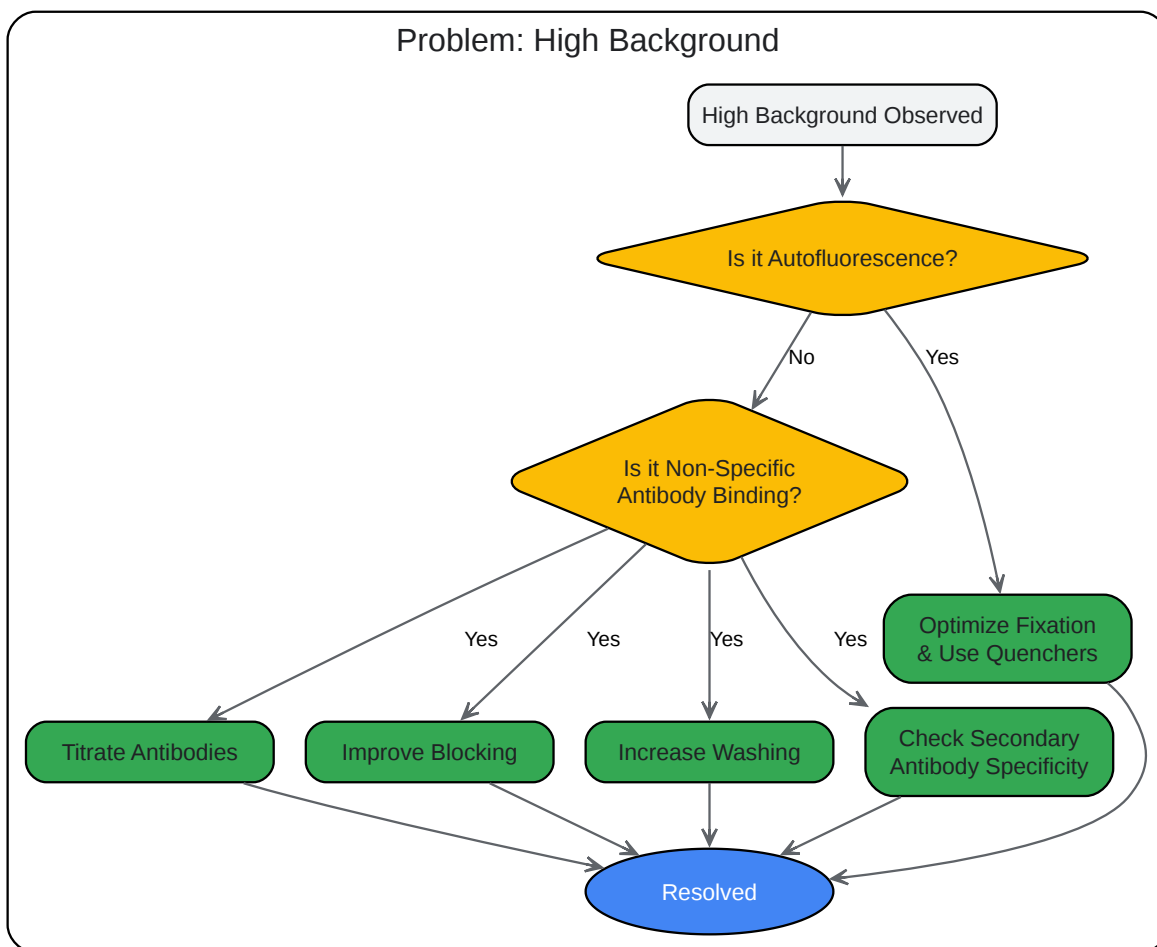 Problem: High Background
High Background Observed
Is it Autofluorescence?
No
Yes
Is it Non-Specific
Antibody Binding?
Yes
Yes
Yes
Yes
Optimize Fixation
& Use Quenchers
Titrate Antibodies
Improve Blocking
Increase Washing
Check Secondary
Antibody Specificity
Resolved